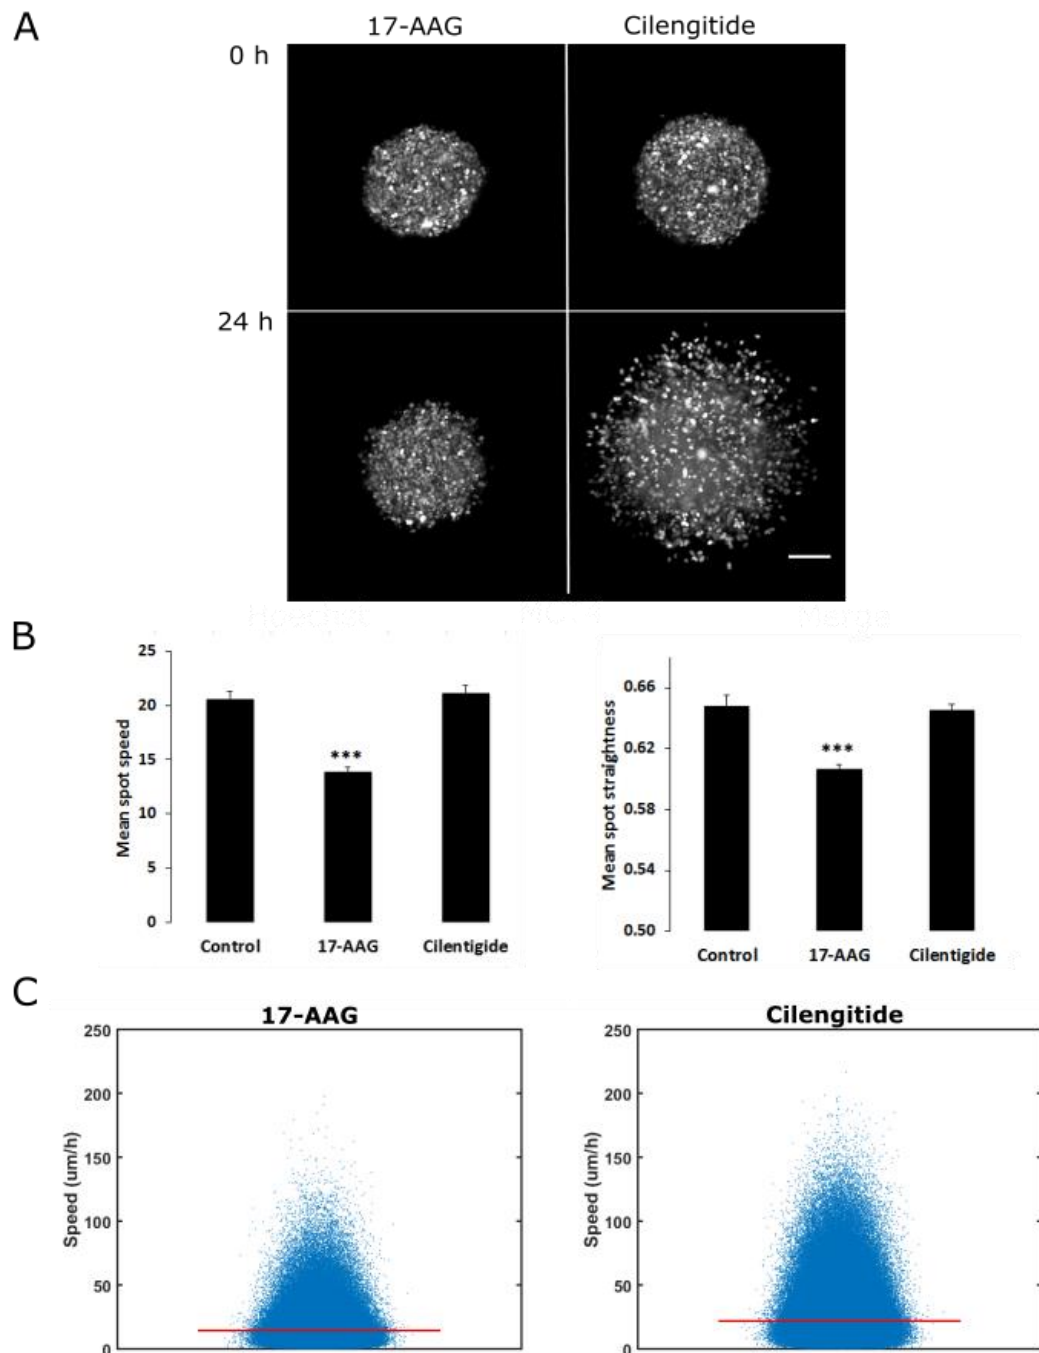 A
17-AAG Cilengitide
0 h
24 h
Hoechst Merge
B
25
20
15
10
5
0
Mean spot speed
***
Control 17-AAG Cilentigide
0.66
0.62
0.58
0.54
0.50
Mean spot straightness
***
Control 17-AAG Cilentigide
C
17-AAG
250
200
150
100
50
0
Speed (um/h)
Cilengitide
250
200
150
100
50
0
Speed (um/h)